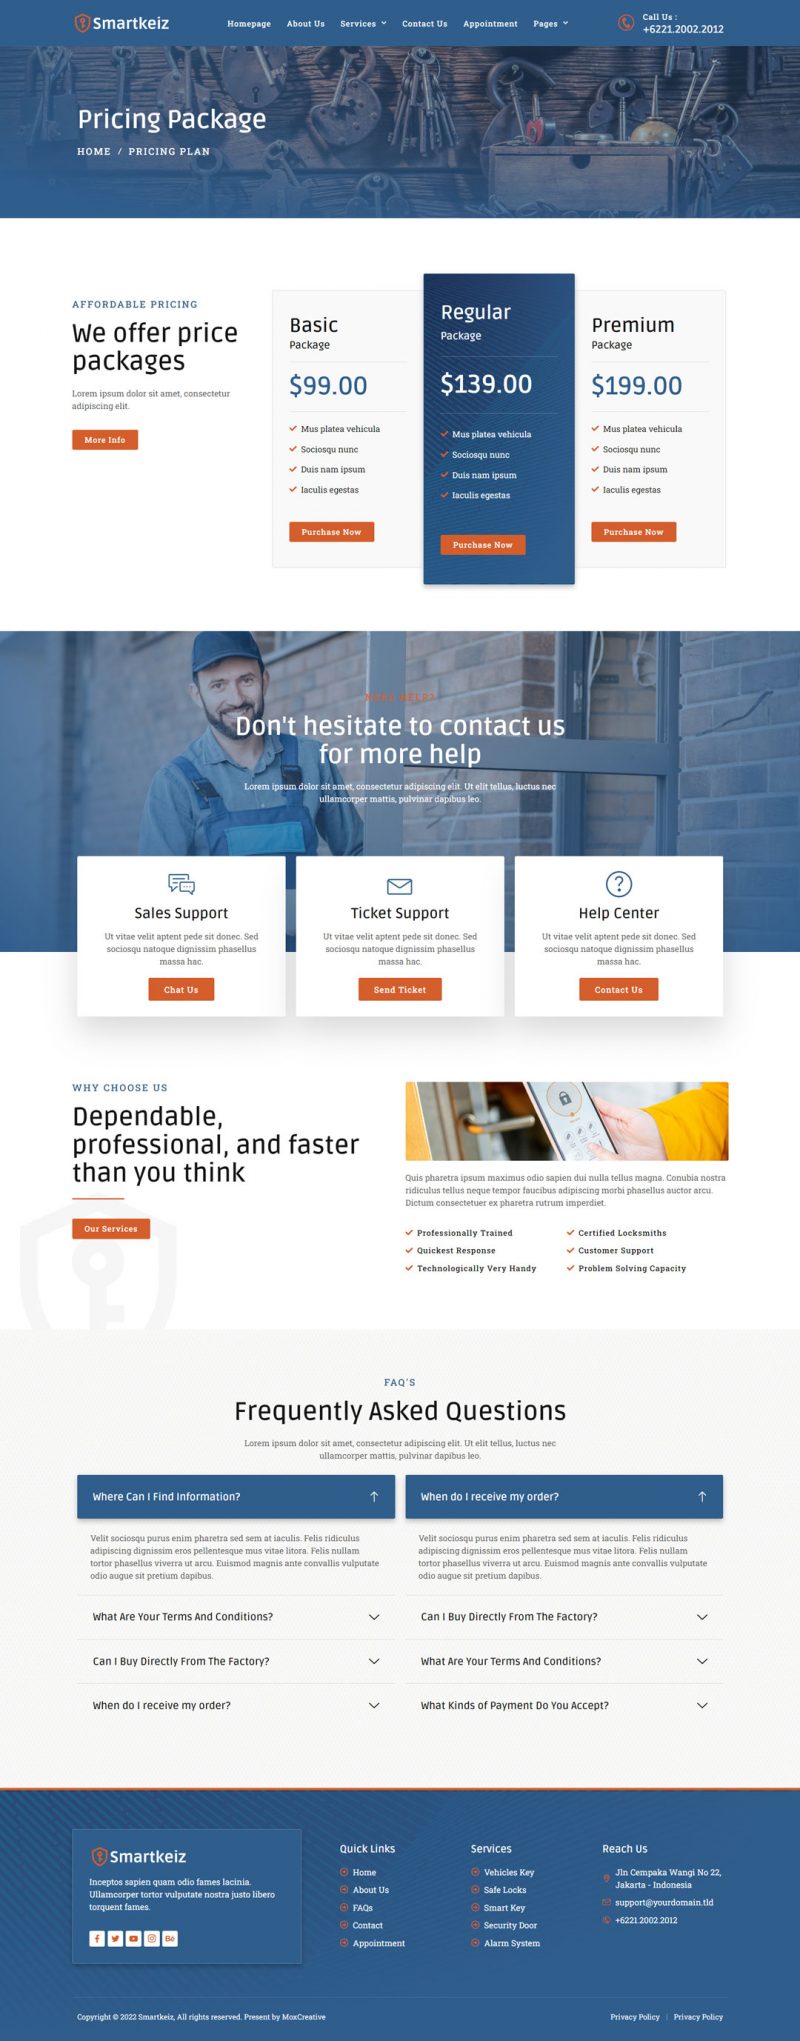 Smartkeiz
Homepage About Us Services Contact Us Appointment Pages
Call Us :
+6221.2002.2012
Pricing Package
HOME / PRICING PLAN
AFFORDABLE PRICING
We offer price
packages
Lorem ipsum dolor sit amet, consectetur
adipiscing elit.
More Info
Basic
Package
$99.00
Mus platea vehicula
Sociosqu nunc
Duis nam ipsum
Iaculis egestas
Purchase Now
Regular
Package
$139.00
Mus platea vehicula
Sociosqu nunc
Duis nam ipsum
Iaculis egestas
Purchase Now
Premium
Package
$199.00
Mus platea vehicula
Sociosqu nunc
Duis nam ipsum
Iaculis egestas
Purchase Now
NEED HELP?
Don't hesitate to contact us
for more help
Lorem ipsum dolor sit amet, consectetur adipiscing elit. Ut elit tellus, luctus nec
ullamcorper mattis, pulvinar dapibus leo.
Sales Support
Ut vitae velit aptent pede sit donec. Sed
sociosqu natoque dignissim phasellus
massa hac.
Chat Us
Ticket Support
Ut vitae velit aptent pede sit donec. Sed
sociosqu natoque dignissim phasellus
massa hac.
Send Ticket
Help Center
Ut vitae velit aptent pede sit donec. Sed
sociosqu natoque dignissim phasellus
massa hac.
Contact Us
WHY CHOOSE US
Dependable,
professional, and faster
than you think
Our Services
Quis pharetra ipsum maximus odio sapien dui nulla tellus magna. Conubia nostra
ridiculus tellus neque tempor faucibus adipiscing morbi phasellus auctor arcu.
Dictum consectetuer ex pharetra rutrum imperdiet.
Professionally Trained
Quickest Response
Technologically Very Handy
Certified Locksmiths
Customer Support
Problem Solving Capacity
FAQ'S
Frequently Asked Questions
Lorem ipsum dolor sit amet, consectetur adipiscing elit. Ut elit tellus, luctus nec
ullamcorper mattis, pulvinar dapibus leo.
Where Can I Find Information?
Velit sociosqu purus enim pharetra sed sem at iaculis. Felis ridiculus
adipiscing dignissim eros pellentesque mus vitae litora. Felis nullam
tortor phasellus viverra ut arcu. Euismod magnis ante convallis vulputate
odio augue sit pretium dapibus.
What Are Your Terms And Conditions?
Can I Buy Directly From The Factory?
When do I receive my order?
When do I receive my order?
Velit sociosqu purus enim pharetra sed sem at iaculis. Felis ridiculus
adipiscing dignissim eros pellentesque mus vitae litora. Felis nullam
tortor phasellus viverra ut arcu. Euismod magnis ante convallis vulputate
odio augue sit pretium dapibus.
Can I Buy Directly From The Factory?
What Are Your Terms And Conditions?
What Kinds of Payment Do You Accept?
Smartkeiz
Inceptos sapien quam odio fames lacinia.
Ullamcorper tortor vulputate nostra justo libero
torquent fames.
Quick Links
Home
About Us
FAQs
Contact
Appointment
Services
Vehicles Key
Safe Locks
Smart Key
Security Door
Alarm System
Reach Us
Jln Cempaka Wangi No 22,
Jakarta - Indonesia
support@yourdomain.tld
+6221.2002.2012
Copyright © 2022 Smartkeiz, All rights reserved. Present by MoxCreative
Privacy Policy | Privacy Policy